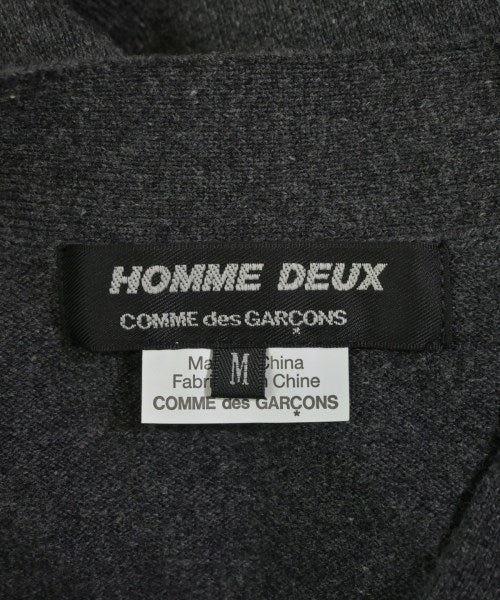 HOMME DEUX
COMME des GARÇONS
*
Ma M China
Fabri n Chine
COMME des GARÇONS
*